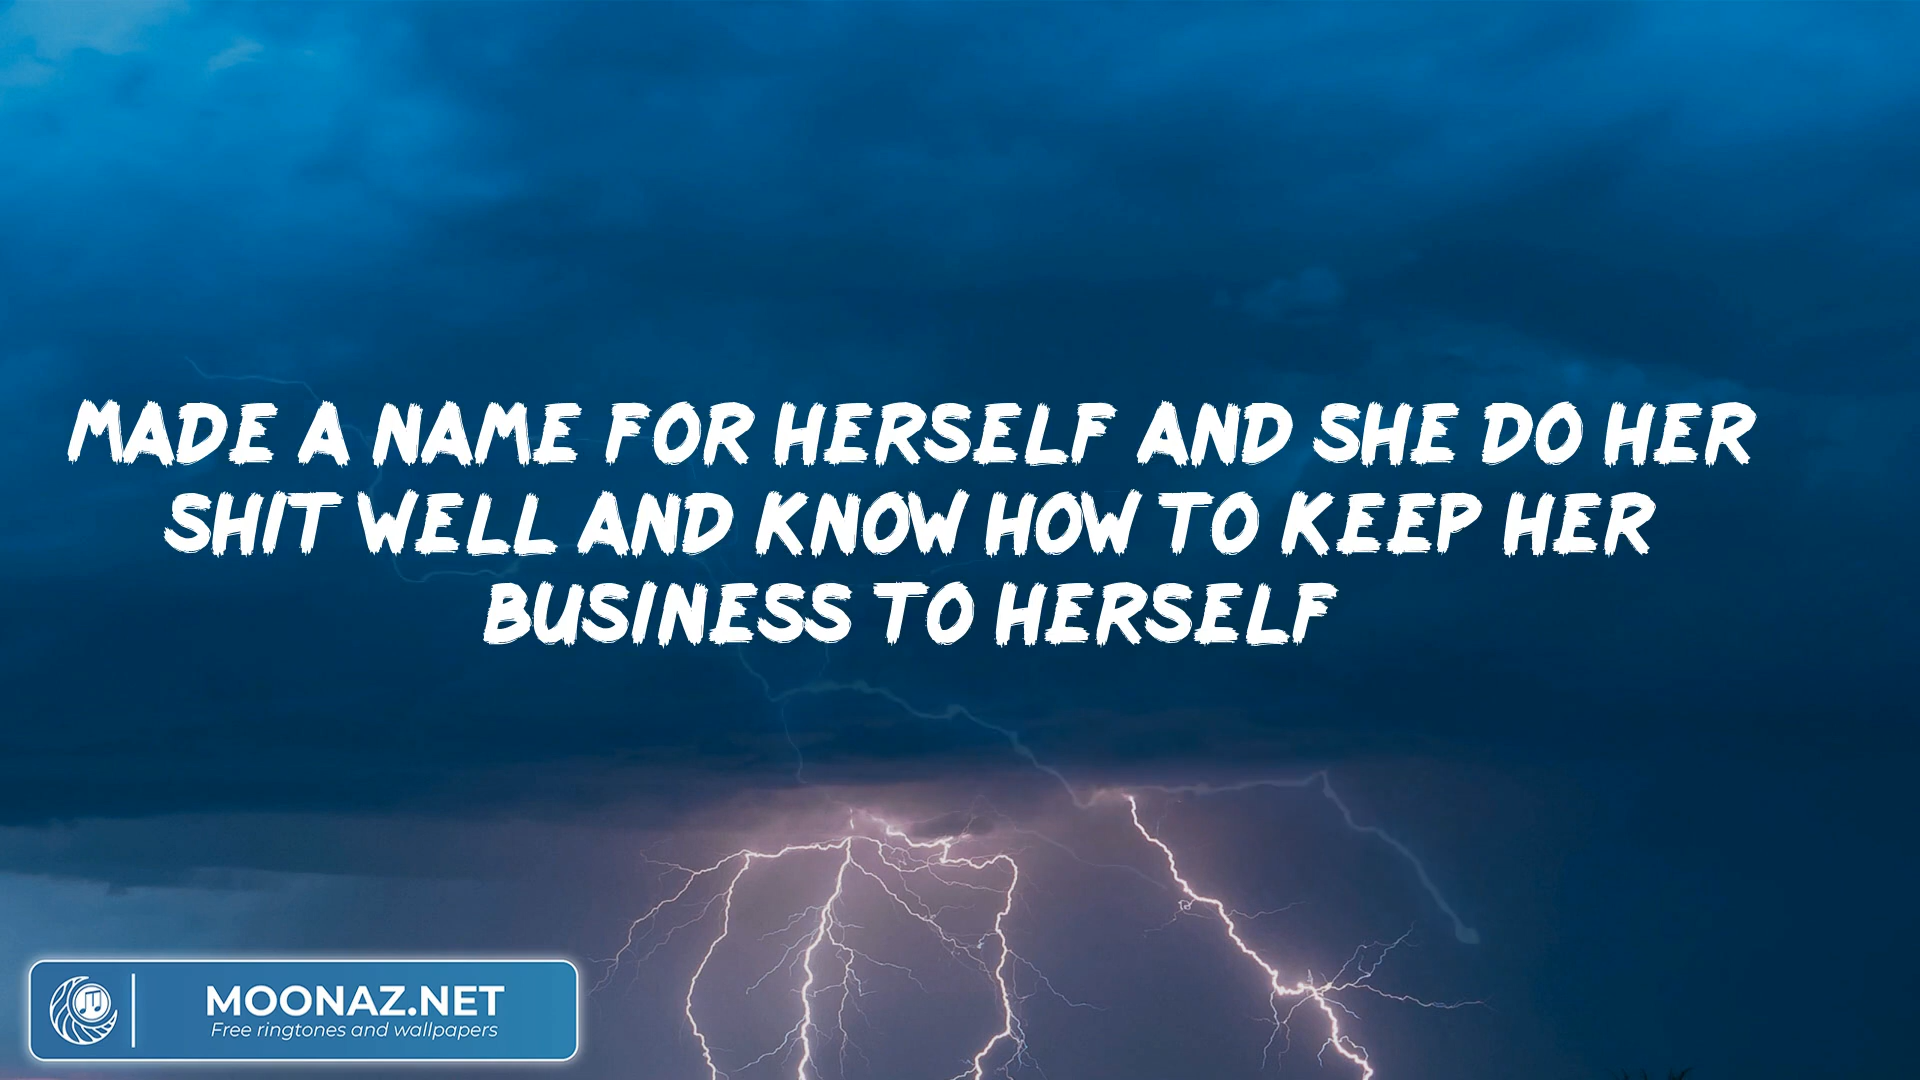 MADE A NAME FOR HERSELF AND SHE DO HER
SHIT WELL AND KNOW HOW TO KEEP HER
BUSINESS TO HERSELF
MOONAZ.NET
Free ringtones and wallpapers